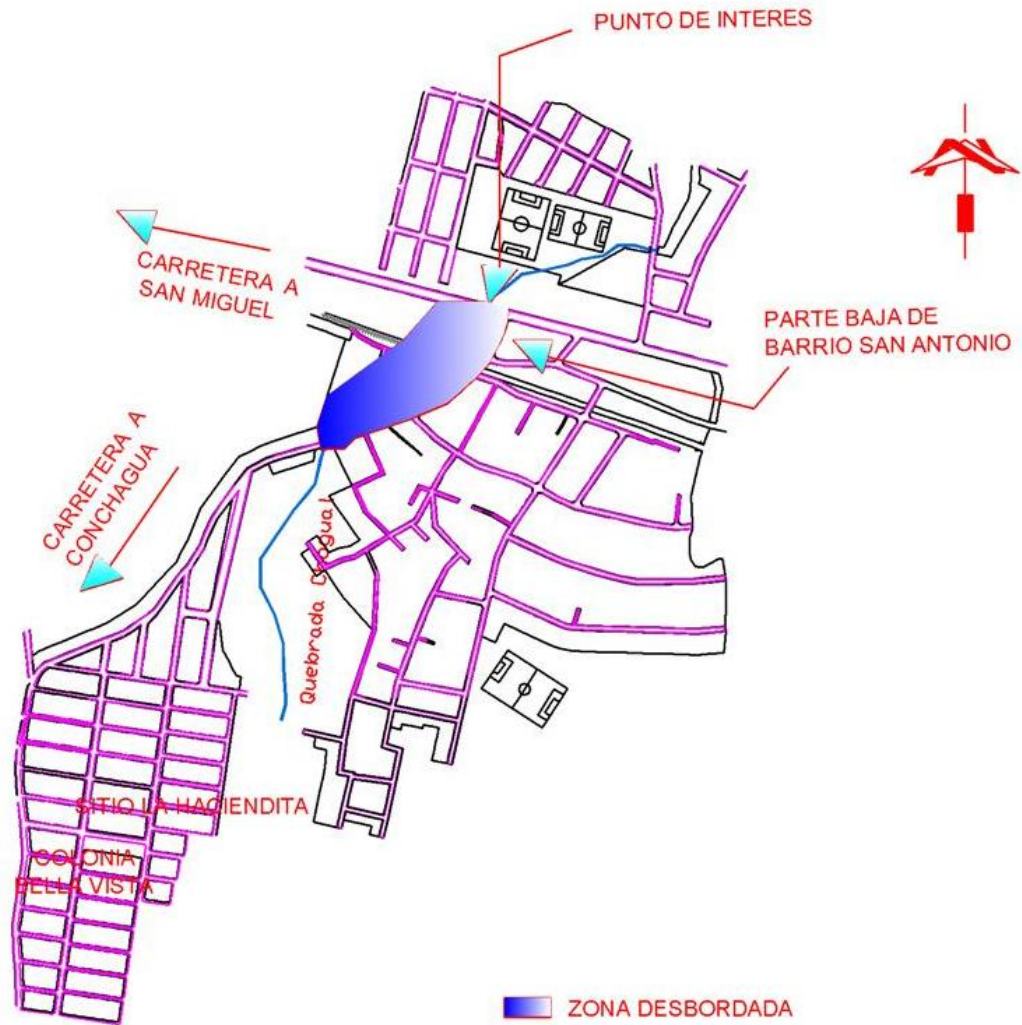 PUNTO DE INTERES
CARRETERA A
SAN MIGUEL
PARTE BAJA DE
BARRIO SAN ANTONIO
CARRETERA A
CONCHAGUA
Quebrada
SITIO LA HACIENDITA
COLONIA
BELLA VISTA
ZONA DESBORDADA